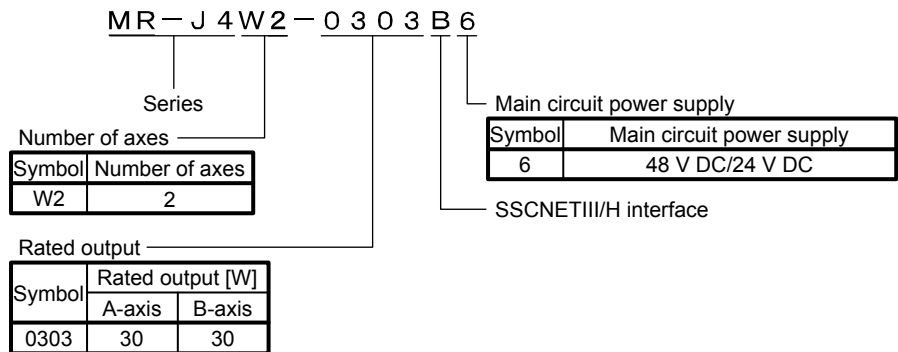 MR-J4W2-0303B6
Series
Main circuit power supply
Number of axes
Symbol Main circuit power supply
6 48 V DC/24 V DC
Symbol Number of axes
W2 2
SSCNETIII/H interface
Rated output
Symbol Rated output [W]
A-axis B-axis
0303 30 30